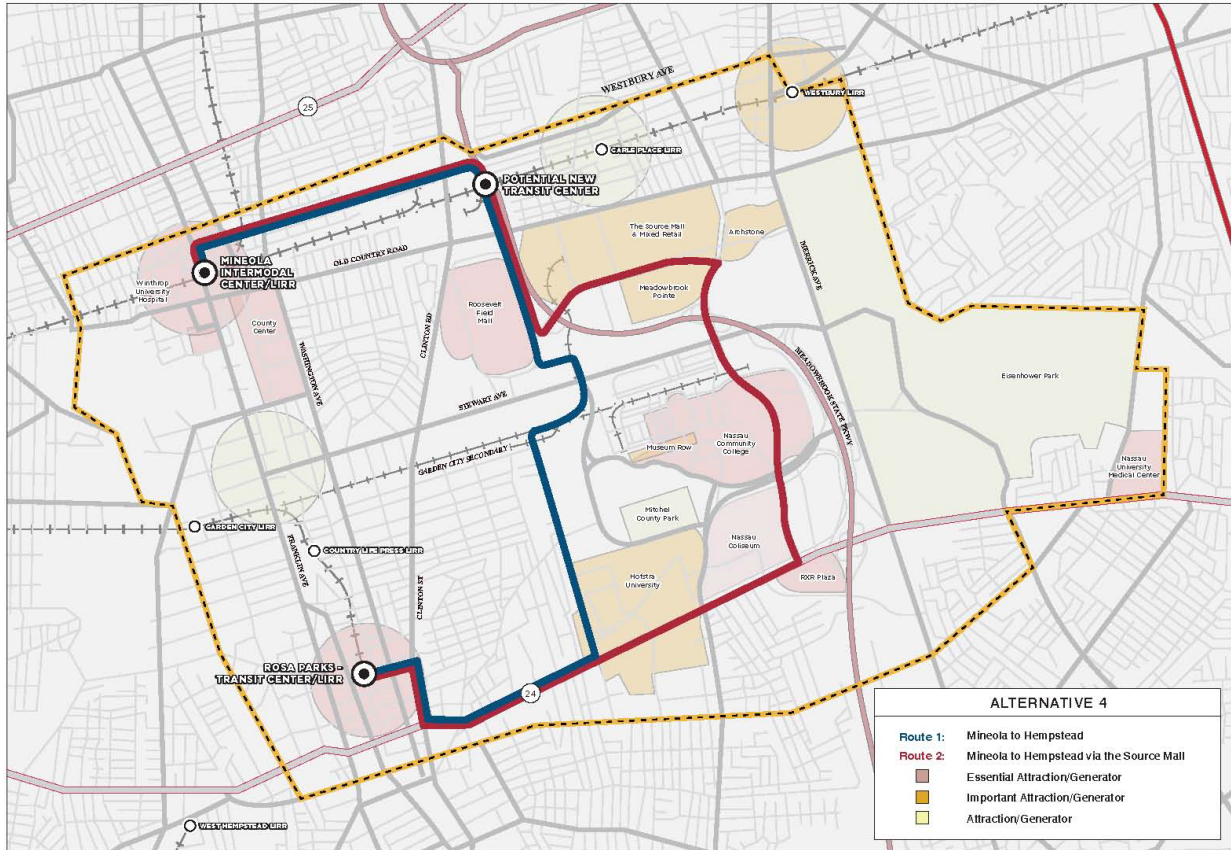 WESTBURY AVE
WESTBURY LIRR
25
CARLE PLACE LIRR
POTENTIAL NEW
TRANSIT CENTER
The Source Mall
& Mixed Retail
Archstone
OLD COUNTRY ROAD
MINEOLA
INTERMODAL
CENTER/LIRR
Winthrop
University
Hospital
County
Center
Roosevelt
Field
Mall
Meadowbrook
Pointe
MERRICK AVE
CLINTON RD
WASHINGTON AVE
STEWART AVE
MEADOWBROOK STATE PKWY
Eisenhower Park
GARDEN CITY SECONDARY
Museum Row
Nassau
Community
College
Nassau
University
Medical Center
Mitchel
County Park
GARDEN CITY LIRR
COUNTRY LIFE PRESS LIRR
FRANKLIN AVE
CLINTON ST
Nassau
Coliseum
Hofstra
University
RXR Plaza
ROSA PARKS -
TRANSIT CENTER/LIRR
24
WEST HEMPSTEAD LIRR
ALTERNATIVE 4
Route 1: Mineola to Hempstead
Route 2: Mineola to Hempstead via the Source Mall
Essential Attraction/Generator
Important Attraction/Generator
Attraction/Generator